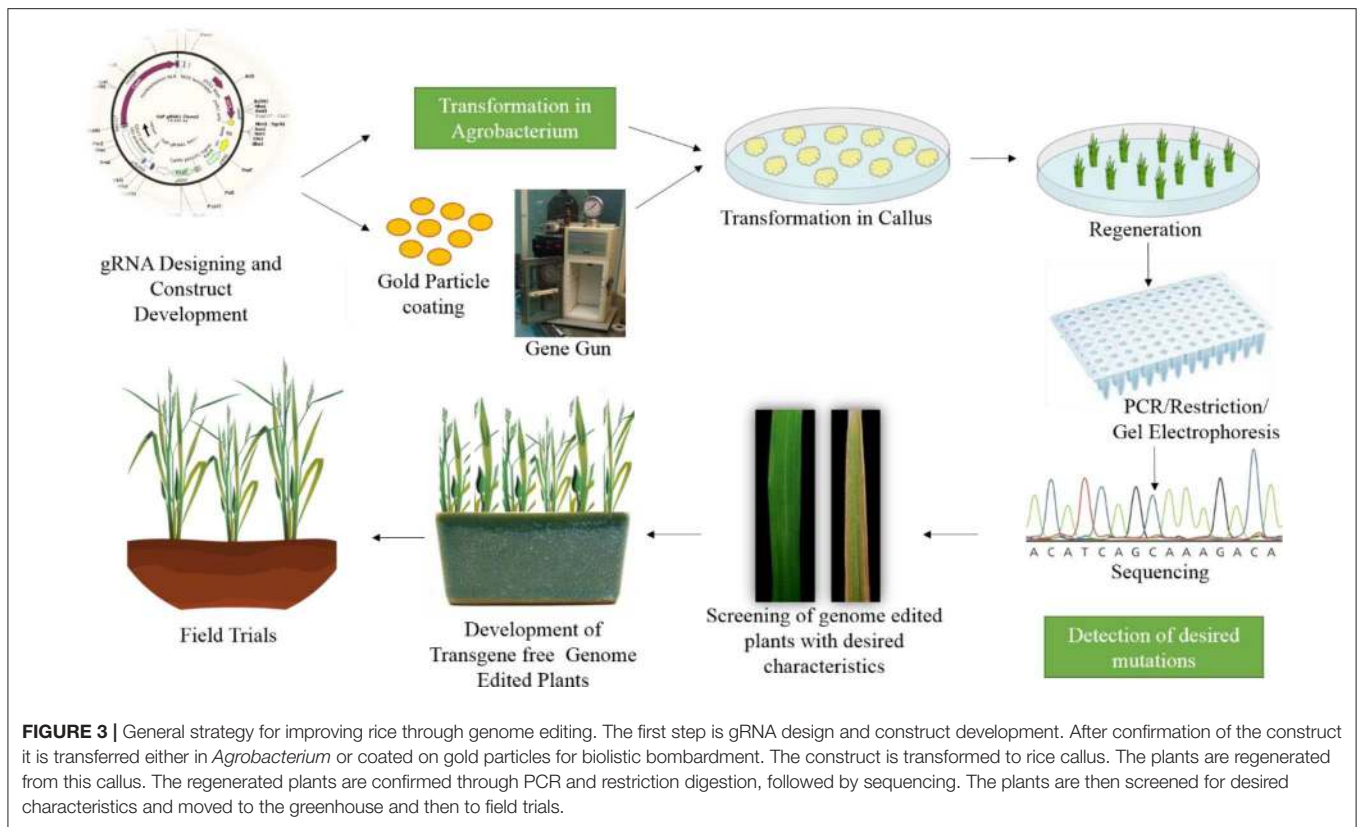 Transformation in
Agrobacterium
gRNA Designing and
Construct
Development
Gold Particle
coating
Gene Gun
Transformation in Callus
Regeneration
PCR/Restriction/
Gel Electrophoresis
A C A T C A G C A A A G A C A
Sequencing
Detection of desired
mutations
Screening of genome edited
plants with desired
characteristics
Development of
Transgene free Genome
Edited Plants
Field Trials
FIGURE 3 | General strategy for improving rice through genome editing. The first step is gRNA design and construct development. After confirmation of the construct
it is transferred either in Agrobacterium or coated on gold particles for biolistic bombardment. The construct is transformed to rice callus. The plants are regenerated
from this callus. The regenerated plants are confirmed through PCR and restriction digestion, followed by sequencing. The plants are then screened for desired
characteristics and moved to the greenhouse and then to field trials.